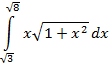 ∫_{√3}^{√8} x√(1 + x²) dx